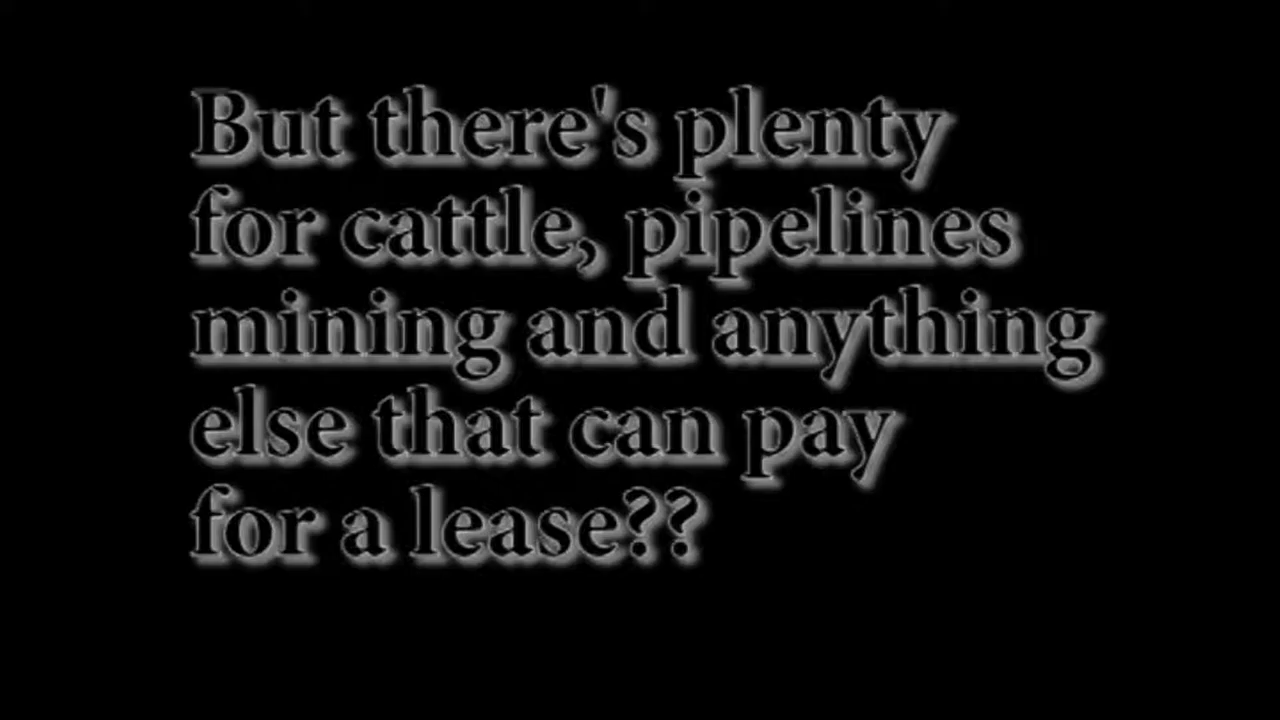 But there's plenty
for cattle, pipelines
mining and anything
else that can pay
for a lease??